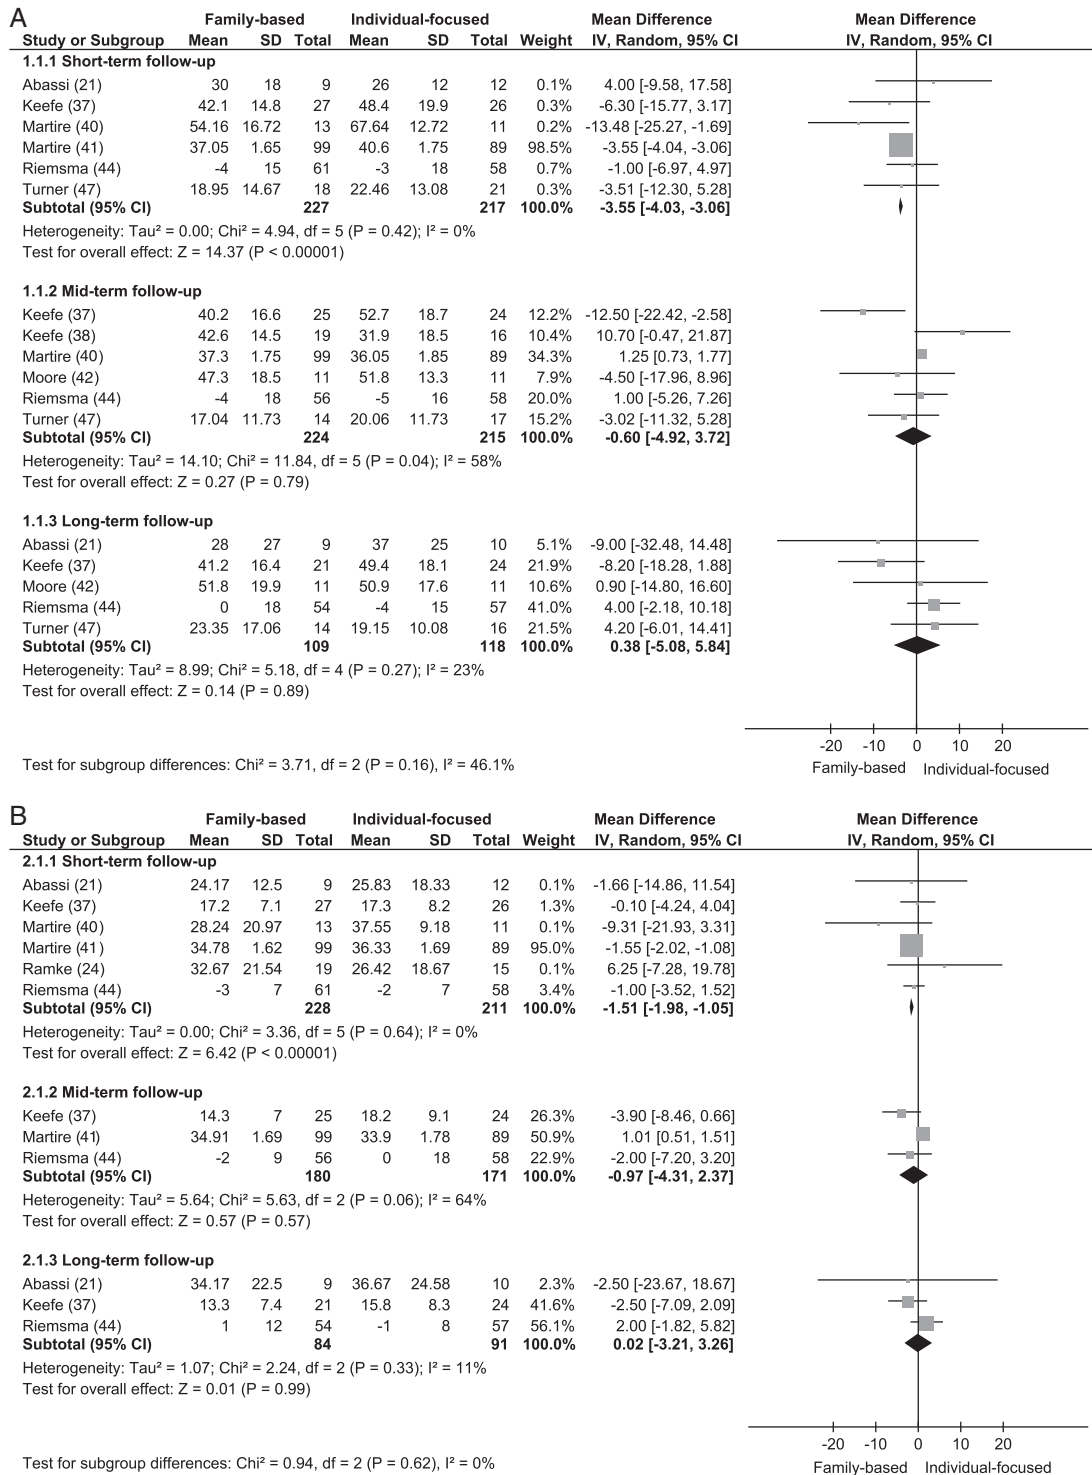 A
Family-based Individual-focused Mean Difference Mean Difference
Study or Subgroup Mean SD Total Mean SD Total Weight IV, Random, 95% CI IV, Random, 95% CI
1.1.1 Short-term follow-up
Abassi (21) 30 18 9 26 12 12 0.1% 4.00 [-9.58, 17.58]
Keefe (37) 42.1 14.8 27 48.4 19.9 26 0.3% -6.30 [-15.77, 3.17]
Martire (40) 54.16 16.72 13 67.64 12.72 11 0.2% -13.48 [-25.27, -1.69]
Martire (41) 37.05 1.65 99 40.6 1.75 89 98.5% -3.55 [-4.04, -3.06]
Riemsma (44) -4 15 61 -3 18 58 0.7% -1.00 [-6.97, 4.97]
Turner (47) 18.95 14.67 18 22.46 13.08 21 0.3% -3.51 [-12.30, 5.28]
Subtotal (95% CI) 227 217 100.0% -3.55 [-4.03, -3.06]
Heterogeneity: Tau² = 0.00; Chi² = 4.94, df = 5 (P = 0.42); I² = 0%
Test for overall effect: Z = 14.37 (P < 0.00001)
1.1.2 Mid-term follow-up
Keefe (37) 40.2 16.6 25 52.7 18.7 24 12.2% -12.50 [-22.42, -2.58]
Keefe (38) 42.6 14.5 19 31.9 18.5 16 10.4% 10.70 [-0.47, 21.87]
Martire (40) 37.3 1.75 99 36.05 1.85 89 34.3% 1.25 [0.73, 1.77]
Moore (42) 47.3 18.5 11 51.8 13.3 11 7.9% -4.50 [-17.96, 8.96]
Riemsma (44) -4 18 56 -5 16 58 20.0% 1.00 [-5.26, 7.26]
Turner (47) 17.04 11.73 14 20.06 11.73 17 15.2% -3.02 [-11.32, 5.28]
Subtotal (95% CI) 224 215 100.0% -0.60 [-4.92, 3.72]
Heterogeneity: Tau² = 14.10; Chi² = 11.84, df = 5 (P = 0.04); I² = 58%
Test for overall effect: Z = 0.27 (P = 0.79)
1.1.3 Long-term follow-up
Abassi (21) 28 27 9 37 25 10 5.1% -9.00 [-32.48, 14.48]
Keefe (37) 41.2 16.4 21 49.4 18.1 24 21.9% -8.20 [-18.28, 1.88]
Moore (42) 51.8 19.9 11 50.9 17.6 11 10.6% 0.90 [-14.80, 16.60]
Riemsma (44) 0 18 54 -4 15 57 41.0% 4.00 [-2.18, 10.18]
Turner (47) 23.35 17.06 14 19.15 10.08 16 21.5% 4.20 [-6.01, 14.41]
Subtotal (95% CI) 109 118 100.0% 0.38 [-5.08, 5.84]
Heterogeneity: Tau² = 8.99; Chi² = 5.18, df = 4 (P = 0.27); I² = 23%
Test for overall effect: Z = 0.14 (P = 0.89)
-20 -10 0 10 20
Test for subgroup differences: Chi² = 3.71, df = 2 (P = 0.16), I² = 46.1% Family-based Individual-focused
B
Family-based Individual-focused Mean Difference Mean Difference
Study or Subgroup Mean SD Total Mean SD Total Weight IV, Random, 95% CI IV, Random, 95% CI
2.1.1 Short-term follow-up
Abassi (21) 24.17 12.5 9 25.83 18.33 12 0.1% -1.66 [-14.86, 11.54]
Keefe (37) 17.2 7.1 27 17.3 8.2 26 1.3% -0.10 [-4.24, 4.04]
Martire (40) 28.24 20.97 13 37.55 9.18 11 0.1% -9.31 [-21.93, 3.31]
Martire (41) 34.78 1.62 99 36.33 1.69 89 95.0% -1.55 [-2.02, -1.08]
Ramke (24) 32.67 21.54 19 26.42 18.67 15 0.1% 6.25 [-7.28, 19.78]
Riemsma (44) -3 7 61 -2 7 58 3.4% -1.00 [-3.52, 1.52]
Subtotal (95% CI) 228 211 100.0% -1.51 [-1.98, -1.05]
Heterogeneity: Tau² = 0.00; Chi² = 3.36, df = 5 (P = 0.64); I² = 0%
Test for overall effect: Z = 6.42 (P < 0.00001)
2.1.2 Mid-term follow-up
Keefe (37) 14.3 7 25 18.2 9.1 24 26.3% -3.90 [-8.46, 0.66]
Martire (41) 34.91 1.69 99 33.9 1.78 89 50.9% 1.01 [0.51, 1.51]
Riemsma (44) -2 9 56 0 18 58 22.9% -2.00 [-7.20, 3.20]
Subtotal (95% CI) 180 171 100.0% -0.97 [-4.31, 2.37]
Heterogeneity: Tau² = 5.64; Chi² = 5.63, df = 2 (P = 0.06); I² = 64%
Test for overall effect: Z = 0.57 (P = 0.57)
2.1.3 Long-term follow-up
Abassi (21) 34.17 22.5 9 36.67 24.58 10 2.3% -2.50 [-23.67, 18.67]
Keefe (37) 13.3 7.4 21 15.8 8.3 24 41.6% -2.50 [-7.09, 2.09]
Riemsma (44) 1 12 54 -1 8 57 56.1% 2.00 [-1.82, 5.82]
Subtotal (95% CI) 84 91 100.0% 0.02 [-3.21, 3.26]
Heterogeneity: Tau² = 1.07; Chi² = 2.24, df = 2 (P = 0.33); I² = 11%
Test for overall effect: Z = 0.01 (P = 0.99)
-20 -10 0 10 20
Test for subgroup differences: Chi² = 0.94, df = 2 (P = 0.62), I² = 0% Family-based Individual-focused